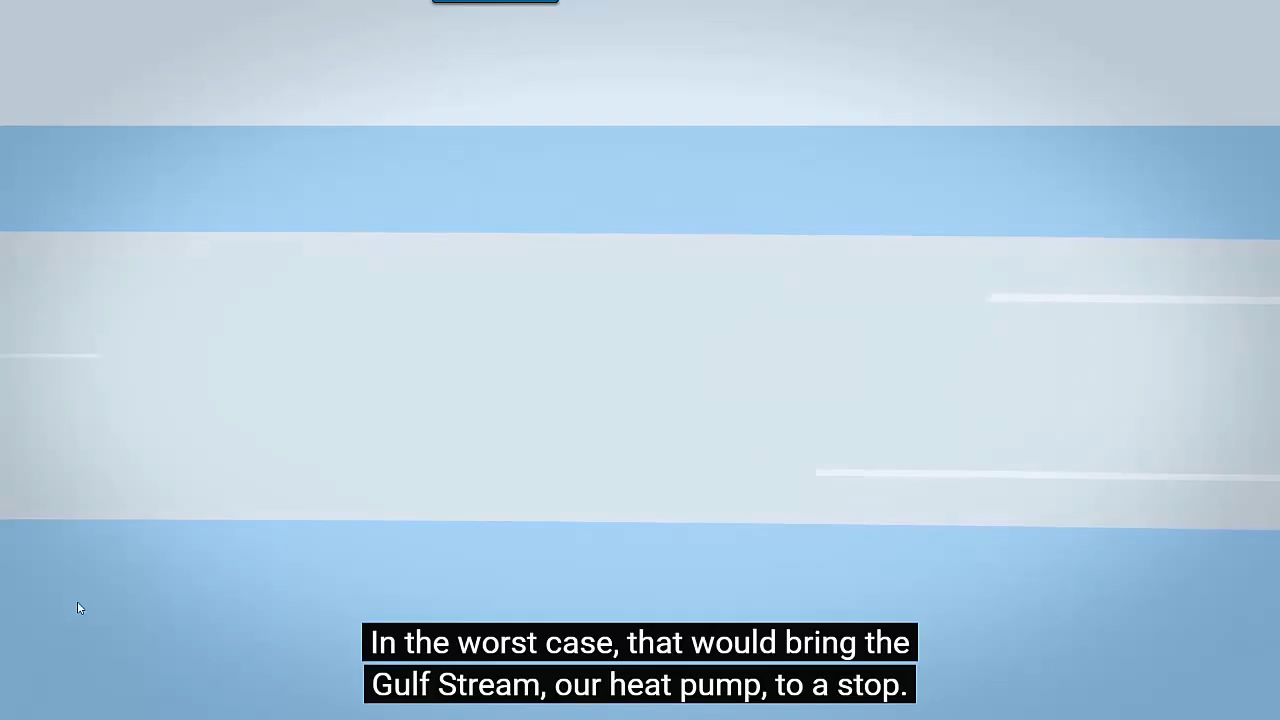 In the worst case, that would bring the
Gulf Stream, our heat pump, to a stop.